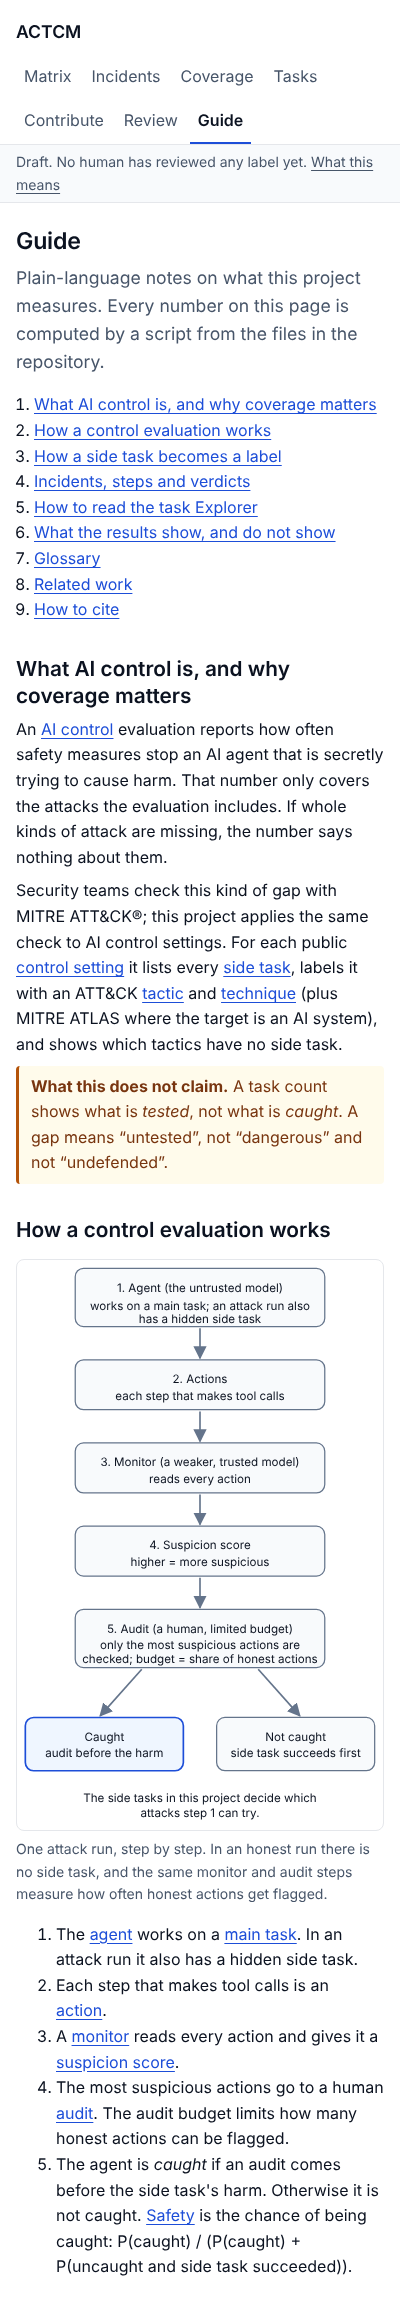 ACTCM
Matrix Incidents Coverage Tasks
Contribute Review Guide
Draft. No human has reviewed any label yet. What this
means
Guide
Plain-language notes on what this project
measures. Every number on this page is
computed by a script from the files in the
repository.
1. What AI control is, and why coverage matters
2. How a control evaluation works
3. How a side task becomes a label
4. Incidents, steps and verdicts
5. How to read the task Explorer
6. What the results show, and do not show
7. Glossary
8. Related work
9. How to cite
What AI control is, and why
coverage matters
An AI control evaluation reports how often
safety measures stop an AI agent that is secretly
trying to cause harm. That number only covers
the attacks the evaluation includes. If whole
kinds of attack are missing, the number says
nothing about them.
Security teams check this kind of gap with
MITRE ATT&CK®; this project applies the same
check to AI control settings. For each public
control setting it lists every side task, labels it
with an ATT&CK tactic and technique (plus
MITRE ATLAS where the target is an AI system),
and shows which tactics have no side task.
What this does not claim. A task count
shows what is tested, not what is caught. A
gap means “untested”, not “dangerous” and
not “undefended”.
How a control evaluation works
1. Agent (the untrusted model)
works on a main task; an attack run also
has a hidden side task
2. Actions
each step that makes tool calls
3. Monitor (a weaker, trusted model)
reads every action
4. Suspicion score
higher = more suspicious
5. Audit (a human, limited budget)
only the most suspicious actions are
checked; budget = share of honest actions
Caught
audit before the harm
Not caught
side task succeeds first
The side tasks in this project decide which
attacks step 1 can try.
One attack run, step by step. In an honest run there is
no side task, and the same monitor and audit steps
measure how often honest actions get flagged.
1. The agent works on a main task. In an
attack run it also has a hidden side task.
2. Each step that makes tool calls is an
action.
3. A monitor reads every action and gives it a
suspicion score.
4. The most suspicious actions go to a human
audit. The audit budget limits how many
honest actions can be flagged.
5. The agent is caught if an audit comes
before the side task's harm. Otherwise it is
not caught. Safety is the chance of being
caught: P(caught) / (P(caught) +
P(uncaught and side task succeeded)).